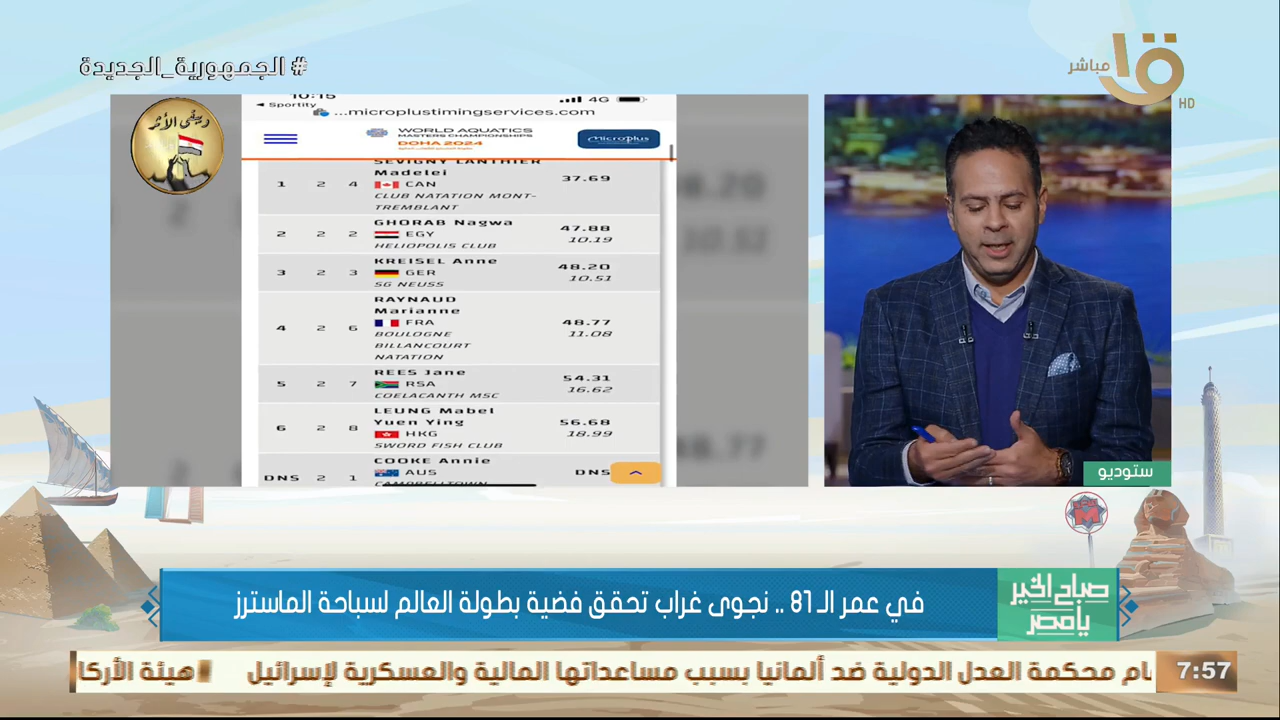 # الجمهورية_الجديدة
مباشر
HD
ريفي الأثر
10:15
4G
◄ Sportity
...microplustimingservices.com
WORLD AQUATICS
MASTERS CHAMPIONSHIPS
DOHA 2024
Microplus
SEVIGNY LANTHIER
Madelei
1 2 4 CAN 37.69
CLUB NATATION MONT-
TREMBLANT
GHORAB Nagwa
2 2 2 EGY 47.88
HELIOPOLIS CLUB 10.19
KREISEL Anne
3 2 3 GER 48.20
SG NEUSS 10.51
RAYNAUD
Marianne
4 2 6 FRA 48.77
BOULOGNE 11.08
BILLANCOURT
NATATION
REES Jane
5 2 7 RSA 54.31
COELACANTH MSC 16.62
LEUNG Mabel
Yuen Ying
6 2 8 HKG 56.68
SWORD FISH CLUB 18.99
COOKE Annie
DNS 2 1 AUS DNS
CAMPBELLTOWN
ستوديو
صباح الخير
يا مصر
في عمر الـ 81 .. نجوى غراب تحقق فضية بطولة العالم لسباحة الماسترز
ام محكمة العدل الدولية ضد ألمانيا بسبب مساعداتها المالية والعسكرية لإسرائيل # هيئة الأركا
7:57